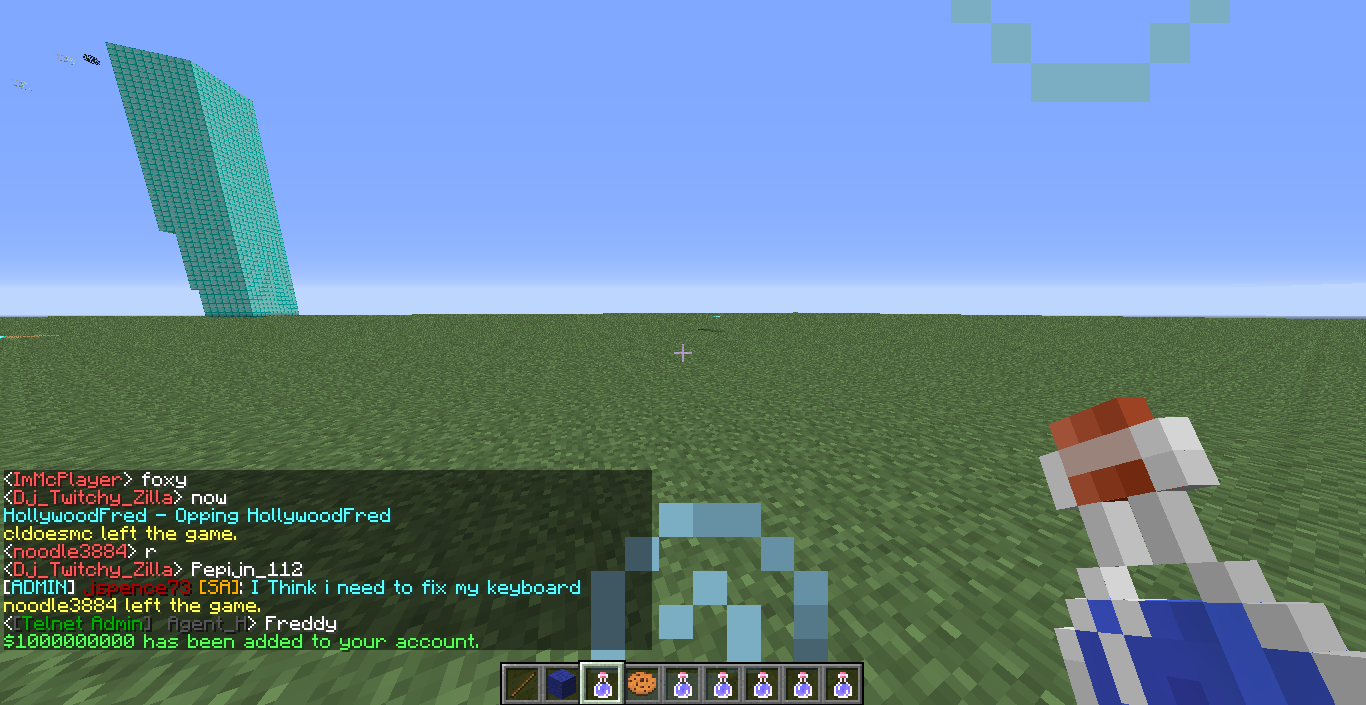 <ImMcPlayer> foxy
<Dj_Twitchy_Zilla> now
HollywoodFred - Opping HollywoodFred
cldoesmc left the game.
<noodle3884> r
<Dj_Twitchy_Zilla> Pepijn_112
[ADMIN] jspence73 [SA]: I Think i need to fix my keyboard
noodle3884 left the game.
<[Telnet Admin] Agent_H> Freddy
$1000000000 has been added to your account.